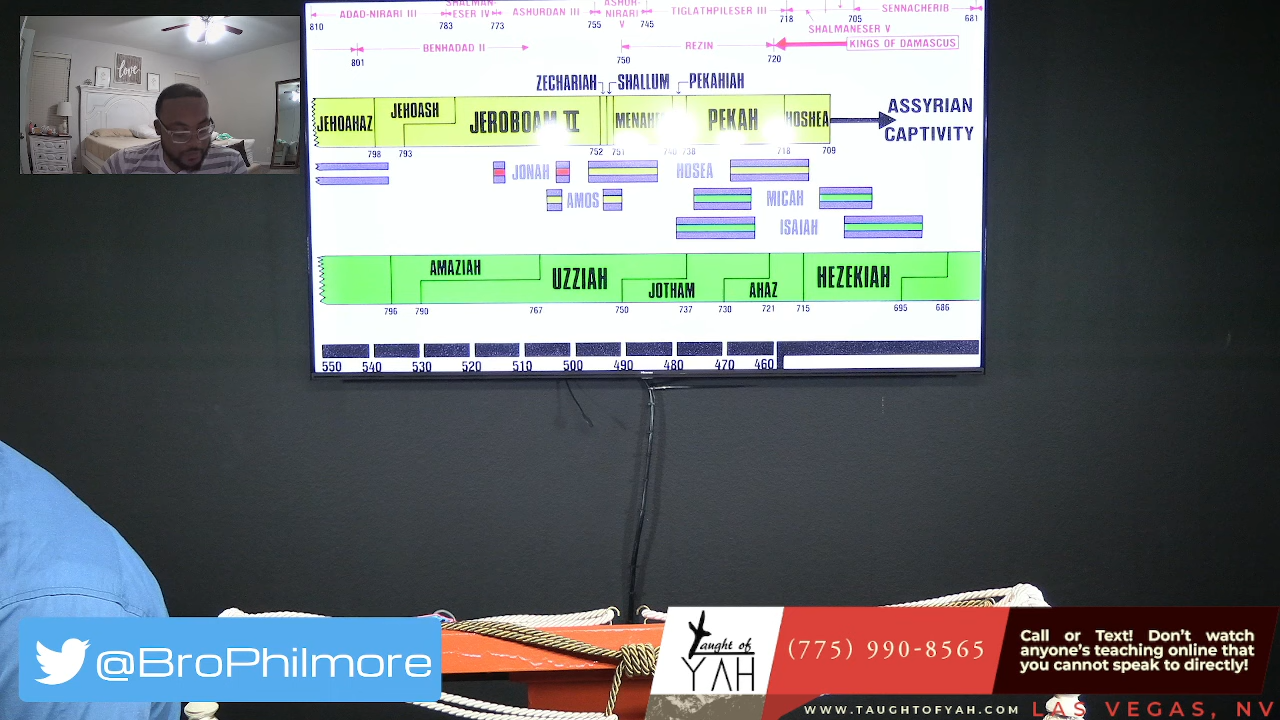 ADAD-NIRARI III
SHALMAN-
ESER IV
ASHURDAN III
ASHUR-
NIRARI
V
TIGLATHPILESER III
SHALMANESER V
SENNACHERIB
810 783 773 755 745 718 705 681
BENHADAD II
REZIN
KINGS OF DAMASCUS
801 750 720
ZECHARIAH SHALLUM PEKAHIAH
JEHOAHAZ
JEHOASH
JEROBOAM II
PEKAH
HOSHEA
ASSYRIAN
CAPTIVITY
798 793 752 751 738 718 709
JONAH HOSEA
AMOS MICAH
ISAIAH
AMAZIAH
UZZIAH
JOTHAM
AHAZ
HEZEKIAH
796 790 767 750 737 730 721 715 695 686
550 540 530 520 510 500 490 480 470 460
love
Hisense
@BroPhilmore
taught of
YAH
(775) 990-8565
Call or Text! Don't watch
anyone's teaching online that
you cannot speak to directly!
WWW.TAUGHTOFYAH.COM LAS VEGAS, NV